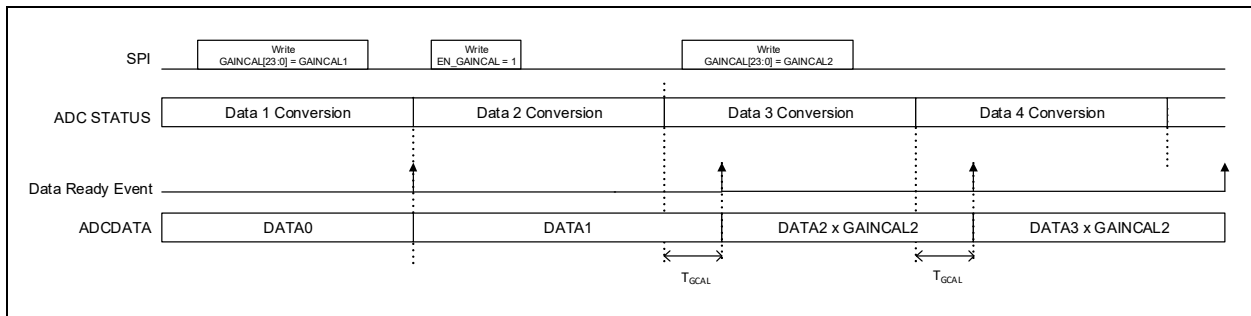 SPI
Write
GAINCAL[23:0] = GAINCAL1
Write
EN_GAINCAL = 1
Write
GAINCAL[23:0] = GAINCAL2
ADC STATUS
Data 1 Conversion
Data 2 Conversion
Data 3 Conversion
Data 4 Conversion
Data Ready Event
ADCDATA
DATA0
DATA1
DATA2 x GAINCAL2
DATA3 x GAINCAL2
TGCAL
TGCAL